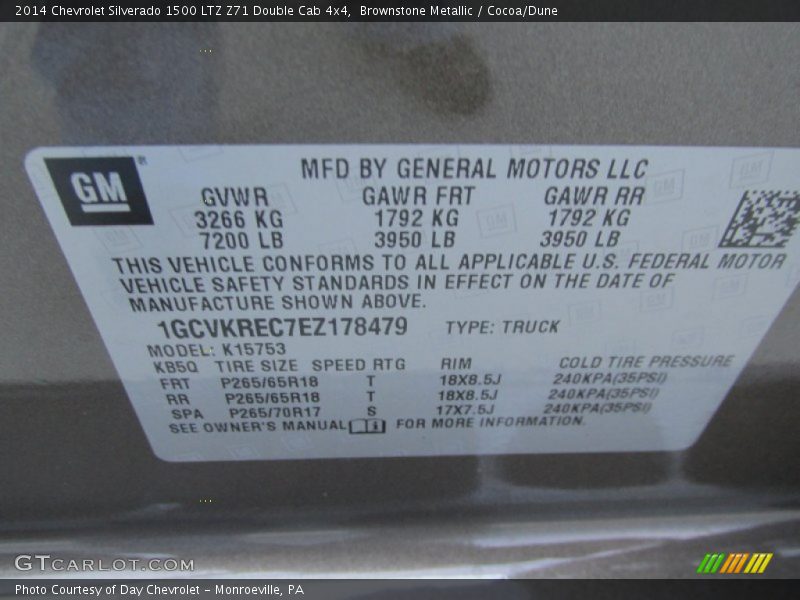 2014 Chevrolet Silverado 1500 LTZ Z71 Double Cab 4x4, Brownstone Metallic / Cocoa/Dune
GM ®
MFD BY GENERAL MOTORS LLC
GVWR GAWR FRT GAWR RR
3266 KG 1792 KG 1792 KG
7200 LB 3950 LB 3950 LB
THIS VEHICLE CONFORMS TO ALL APPLICABLE U.S. FEDERAL MOTOR
VEHICLE SAFETY STANDARDS IN EFFECT ON THE DATE OF
MANUFACTURE SHOWN ABOVE.
1GCVKREC7EZ178479 TYPE: TRUCK
MODEL: K15753
KB5Q TIRE SIZE SPEED RTG RIM COLD TIRE PRESSURE
FRT P265/65R18 T 18X8.5J 240KPA(35PSI)
RR P265/65R18 T 18X8.5J 240KPA(35PSI)
SPA P265/70R17 S 17X7.5J 240KPA(35PSI)
SEE OWNER'S MANUAL FOR MORE INFORMATION.
GTCARLOT.COM
Photo Courtesy of Day Chevrolet - Monroeville, PA